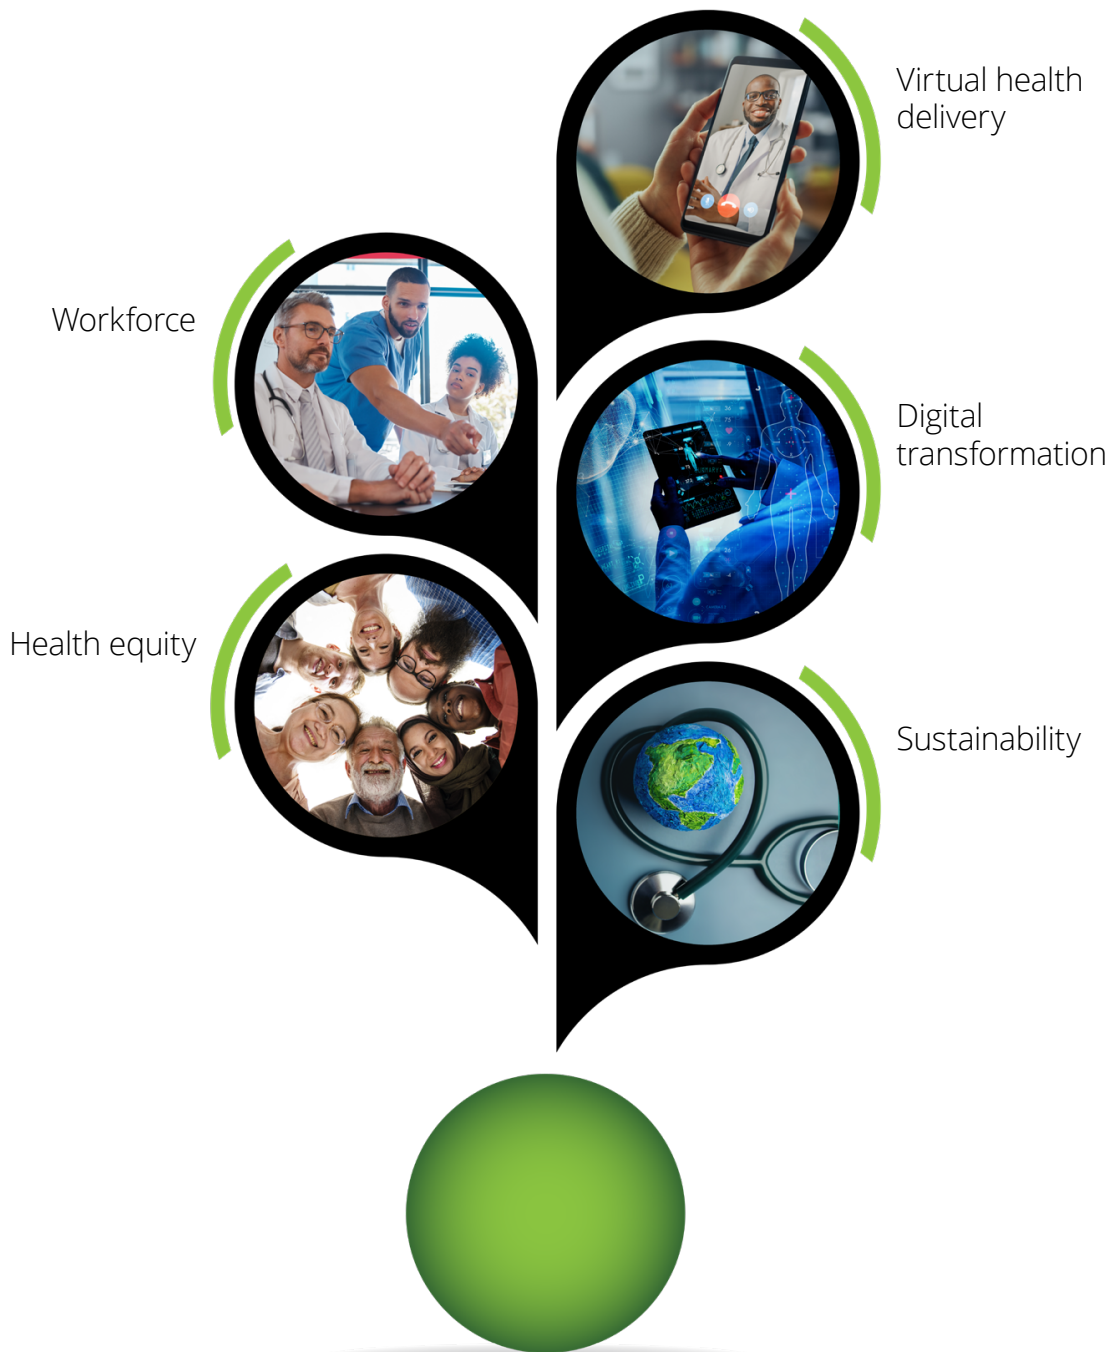 Virtual health
delivery
Workforce
Digital
transformation
Health equity
Sustainability